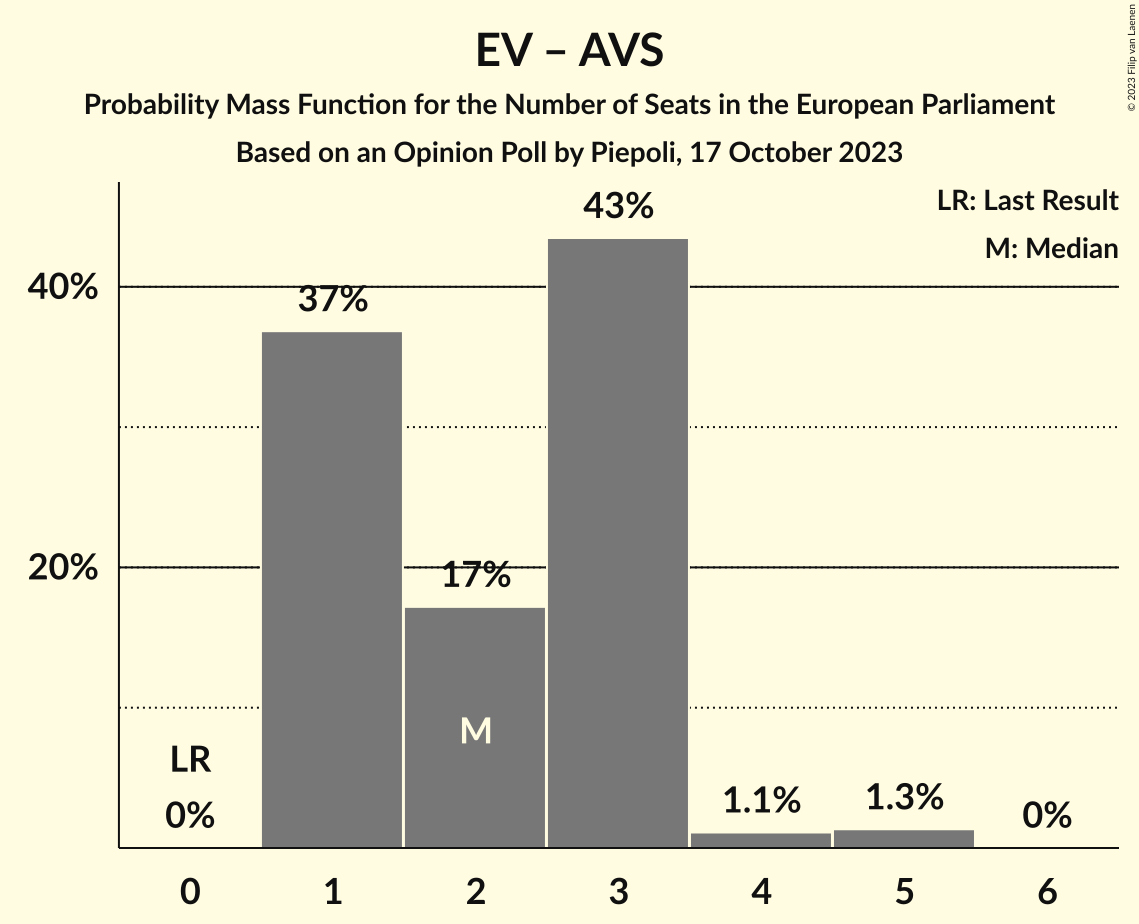 EV – AVS
Probability Mass Function for the Number of Seats in the European Parliament
Based on an Opinion Poll by Piepoli, 17 October 2023
© 2023 Filip van Laenen
LR: Last Result
M: Median
43%
40%
37%
20%
17%
M
LR
0%
1.1%
1.3%
0%
0 1 2 3 4 5 6